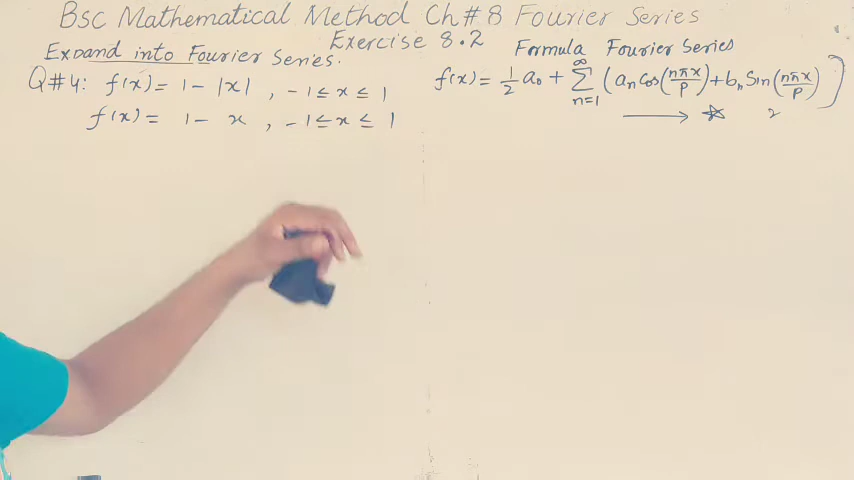 Bsc Mathematical Method Ch#8 Fourier Series
Exercise 8.2
Expand into Fourier Series.
Q#4: f(x) = 1 - |x| , -1 ≤ x ≤ 1
f(x) = 1 - x , -1 ≤ x ≤ 1
Formula Fourier Series
f(x) = 1/2 a₀ + ∑_{n=1}^{∞} (aₙ Cos(nπx/p) + bₙ Sin(nπx/p))
⟶ ☆ 2